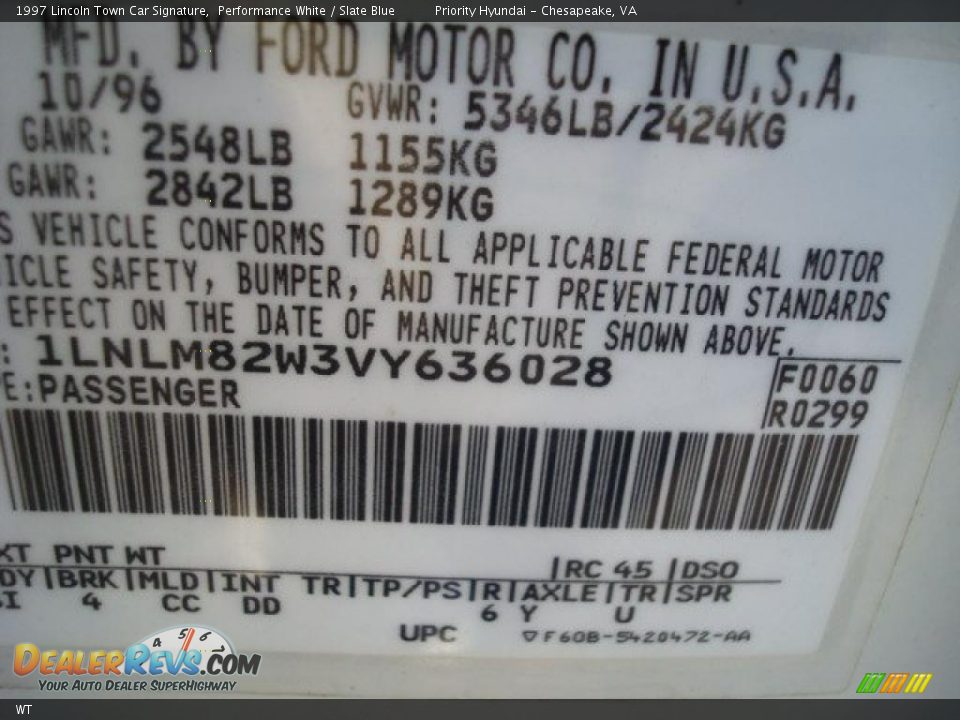 1997 Lincoln Town Car Signature, Performance White / Slate Blue Priority Hyundai - Chesapeake, VA
MFD. BY FORD MOTOR CO. IN U.S.A.
10/96 GVWR: 5346LB/2424KG
GAWR: 2548LB 1155KG
GAWR: 2842LB 1289KG
S VEHICLE CONFORMS TO ALL APPLICABLE FEDERAL MOTOR
ICLE SAFETY, BUMPER, AND THEFT PREVENTION STANDARDS
EFFECT ON THE DATE OF MANUFACTURE SHOWN ABOVE.
: 1LNLM82W3VY636028
E: PASSENGER
F0060
R0299
XT PNT WT RC 45 DSO
DY BRK MLD INT TR TP/PS R AXLE TR SPR
4 CC DD 6 Y U
UPC F60B-5420472-AA
4 5 6
DEALERREVS.COM
YOUR AUTO DEALER SUPERHIGHWAY
WT